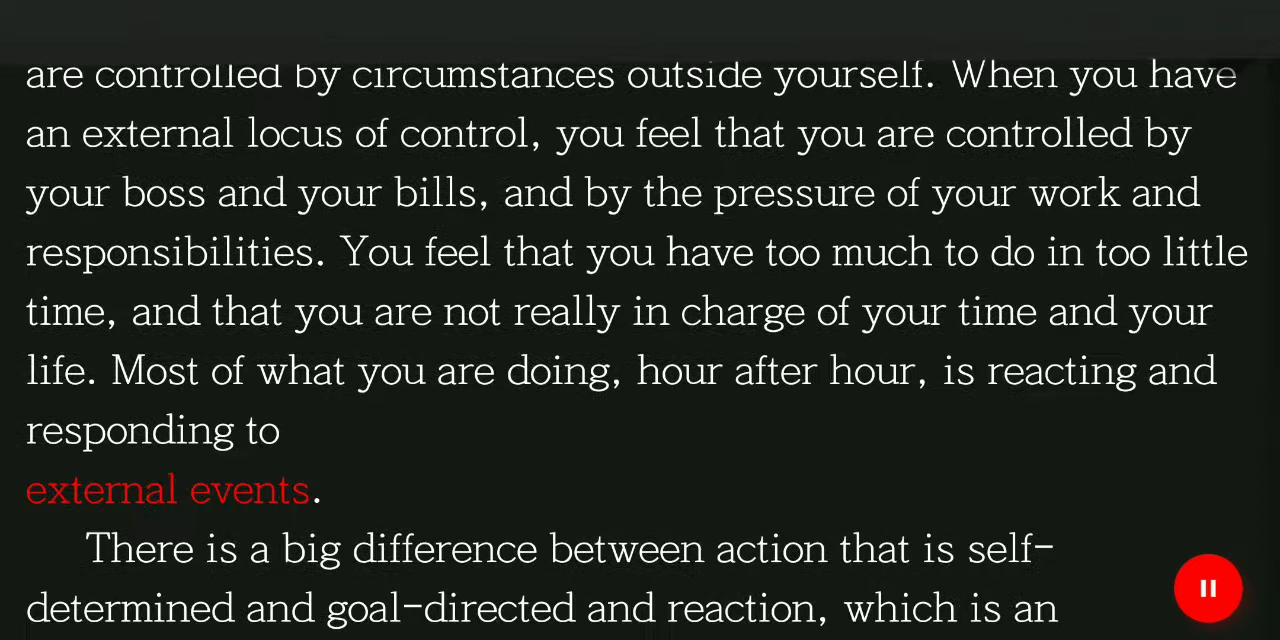 are controlled by circumstances outside yourself. When you have
an external locus of control, you feel that you are controlled by
your boss and your bills, and by the pressure of your work and
responsibilities. You feel that you have too much to do in too little
time, and that you are not really in charge of your time and your
life. Most of what you are doing, hour after hour, is reacting and
responding to
external events.
There is a big difference between action that is self-
determined and goal-directed and reaction, which is an